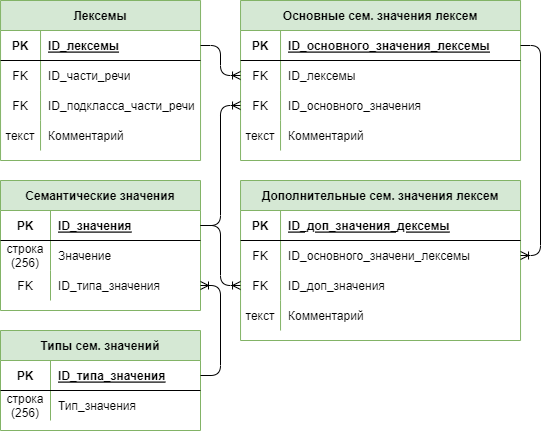 Лексемы
PK ID_лексемы
FK ID_части_речи
FK ID_подкласса_части_речи
текст Комментарий
Основные сем. значения лексем
PK ID_основного_значения_лексемы
FK ID_лексемы
FK ID_основного_значения
текст Комментарий
Семантические значения
PK ID_значения
строка
(256) Значение
FK ID_типа_значения
Дополнительные сем. значения лексем
PK ID_доп_значения_дексемы
FK ID_основного_значени_лексемы
FK ID_доп_значения
текст Комментарий
Типы сем. значений
PK ID_типа_значения
строка
(256) Тип_значения